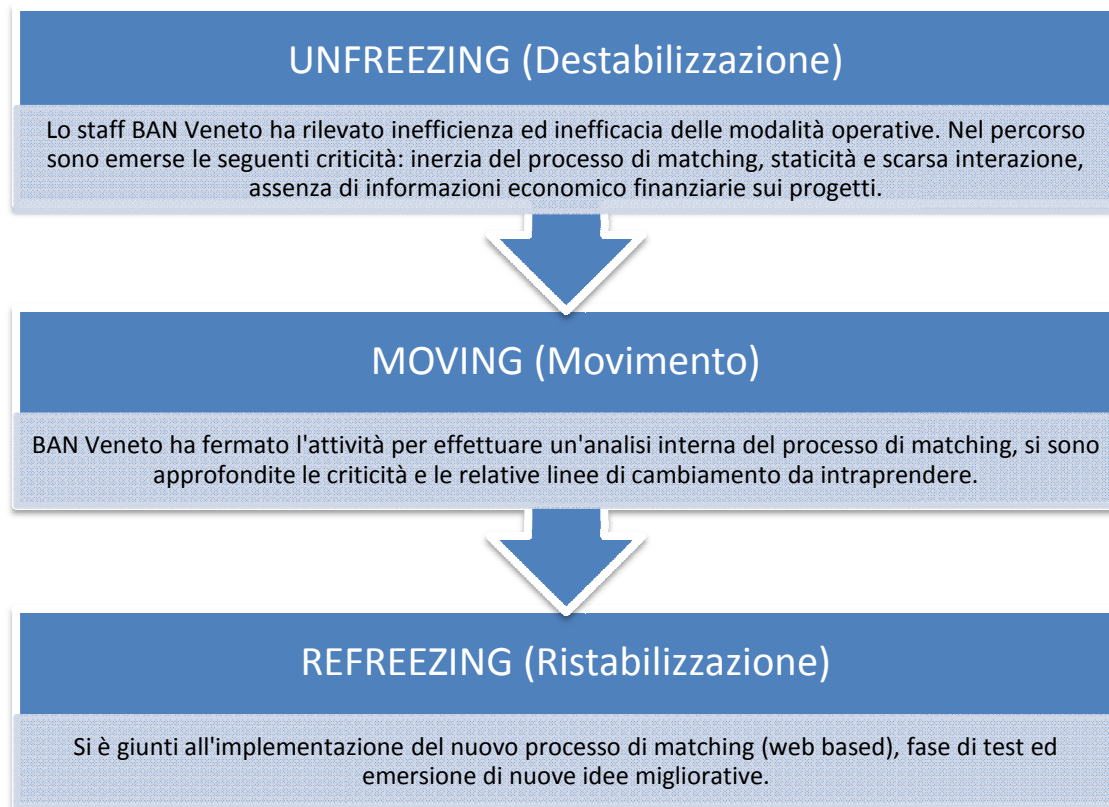 UNFREEZING (Destabilizzazione)
Lo staff BAN Veneto ha rilevato inefficienza ed inefficacia delle modalità operative. Nel percorso
sono emerse le seguenti criticità: inerzia del processo di matching, staticità e scarsa interazione,
assenza di informazioni economico finanziarie sui progetti.
MOVING (Movimento)
BAN Veneto ha fermato l'attività per effettuare un'analisi interna del processo di matching, si sono
approfondite le criticità e le relative linee di cambiamento da intraprendere.
REFREEZING (Ristabilizzazione)
Si è giunti all'implementazione del nuovo processo di matching (web based), fase di test ed
emersione di nuove idee migliorative.